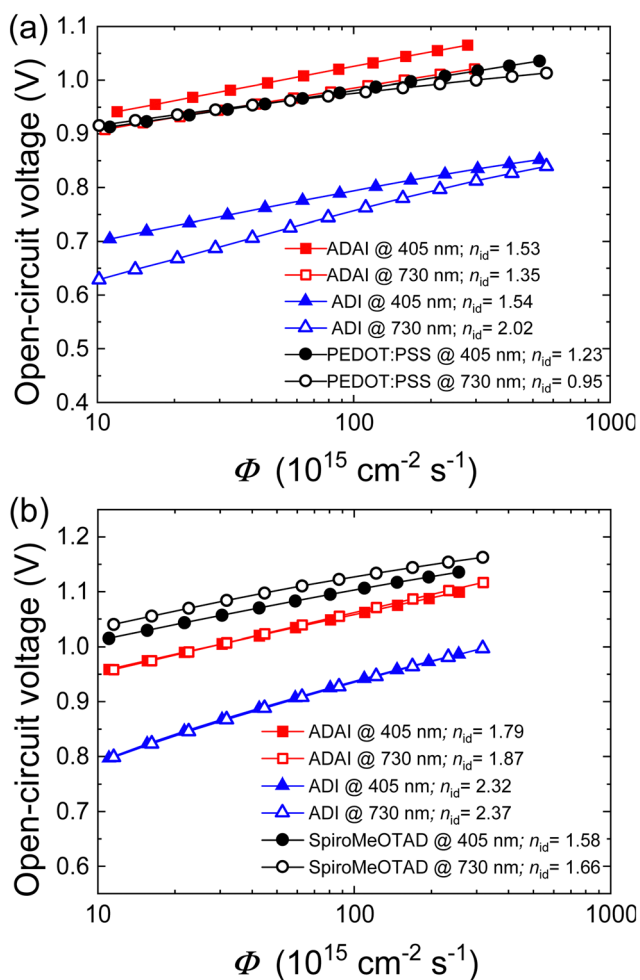 (a)
1.1
1.0
0.9
0.8
0.7
0.6
0.5
0.4
Open-circuit voltage (V)
ADAI @ 405 nm; nid= 1.53
ADAI @ 730 nm; nid= 1.35
ADI @ 405 nm; nid= 1.54
ADI @ 730 nm; nid= 2.02
PEDOT:PSS @ 405 nm; nid= 1.23
PEDOT:PSS @ 730 nm; nid= 0.95
10 100 1000
Φ (10¹⁵ cm⁻² s⁻¹)
(b)
1.2
1.1
1.0
0.9
0.8
0.7
0.6
Open-circuit voltage (V)
ADAI @ 405 nm; nid= 1.79
ADAI @ 730 nm; nid= 1.87
ADI @ 405 nm; nid= 2.32
ADI @ 730 nm; nid= 2.37
SpiroMeOTAD @ 405 nm; nid= 1.58
SpiroMeOTAD @ 730 nm; nid= 1.66
10 100 1000
Φ (10¹⁵ cm⁻² s⁻¹)